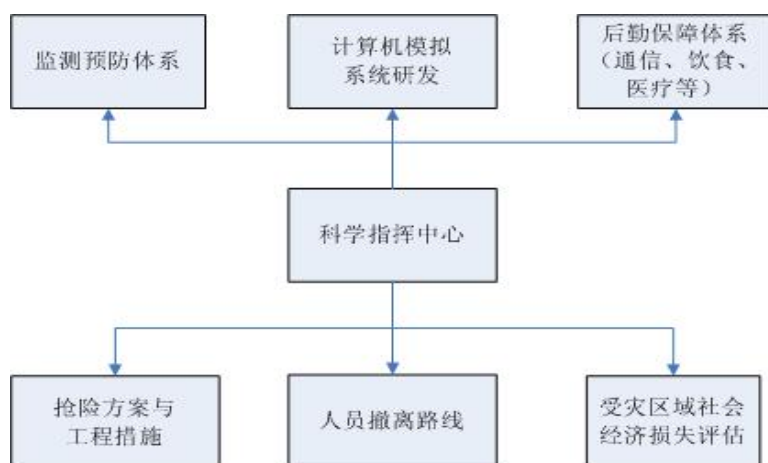 监测预防体系
计算机模拟
系统研发
后勤保障体系
（通信、饮食、
医疗等）
科学指挥中心
抢险方案与
工程措施
人员撤离路线
受灾区域社会
经济损失评估